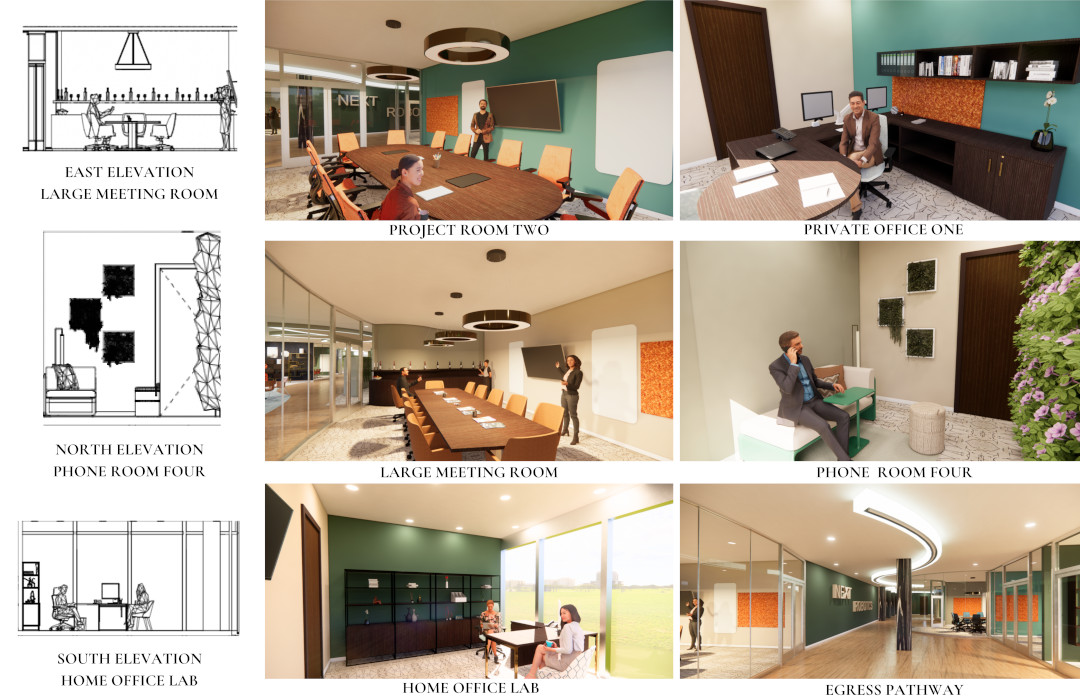 EAST ELEVATION
LARGE MEETING ROOM
NORTH ELEVATION
PHONE ROOM FOUR
SOUTH ELEVATION
HOME OFFICE LAB
NEXT
PROJECT ROOM TWO
PRIVATE OFFICE ONE
LARGE MEETING ROOM
PHONE ROOM FOUR
HOME OFFICE LAB
NEXT
EGRESS PATHWAY